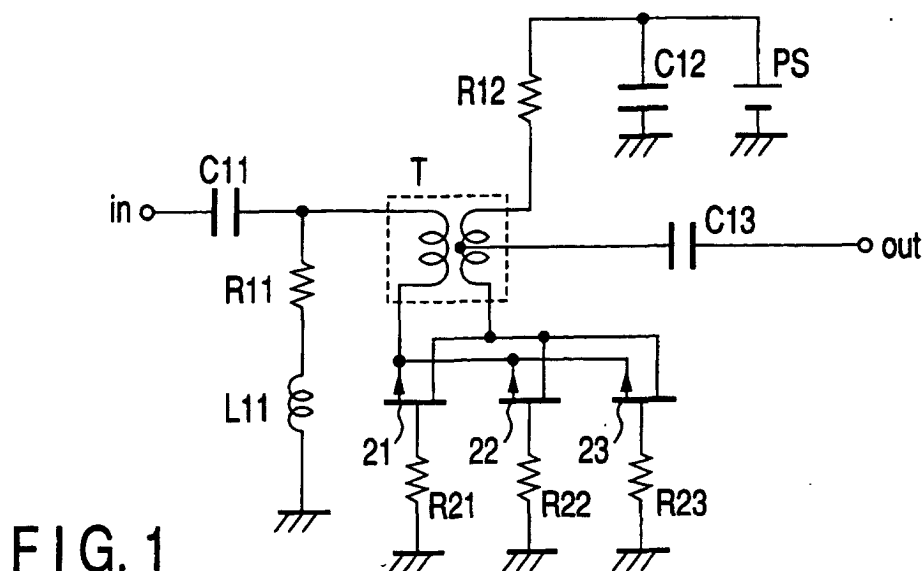 C12
PS
R12
T
C11
in
C13
out
R11
L11
21
22
23
R21
R22
R23
FIG. 1